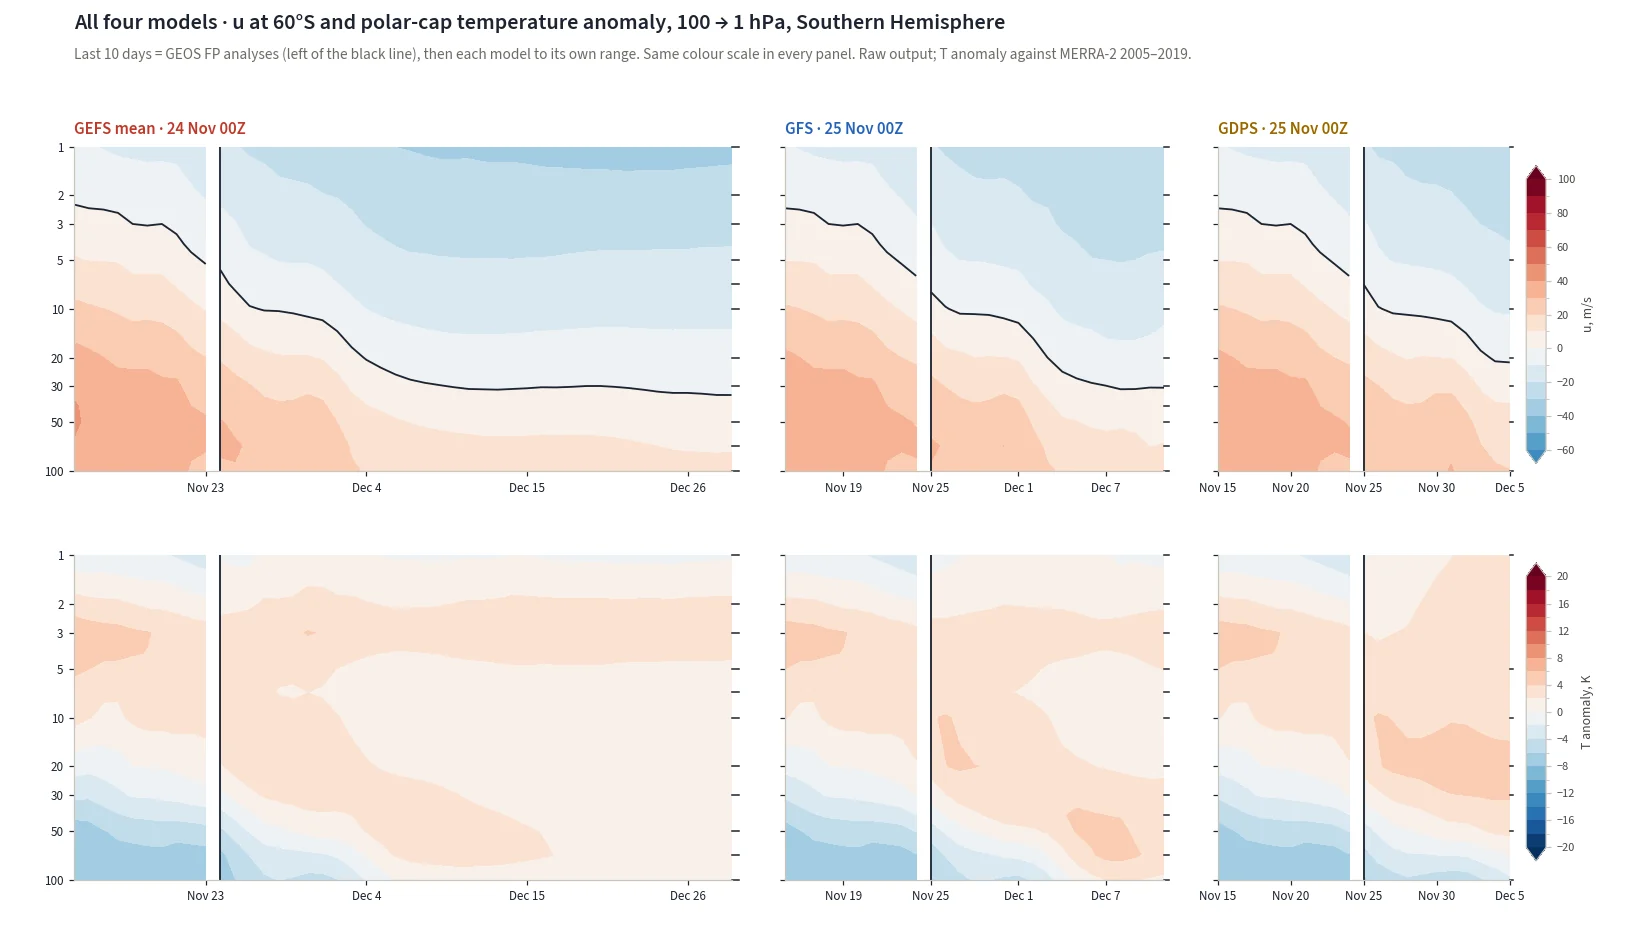 All four models · u at 60°S and polar-cap temperature anomaly, 100 → 1 hPa, Southern Hemisphere
Last 10 days = GEOS FP analyses (left of the black line), then each model to its own range. Same colour scale in every panel. Raw output; T anomaly against MERRA-2 2005–2019.
GEFS mean · 24 Nov 00Z
GFS · 25 Nov 00Z
GDPS · 25 Nov 00Z
1
2
3
5
10
20
30
50
100
Nov 23
Dec 4
Dec 15
Dec 26
Nov 19
Nov 25
Dec 1
Dec 7
Nov 15
Nov 20
Nov 25
Nov 30
Dec 5
100
80
60
40
20
0
−20
−40
−60
u, m/s
1
2
3
5
10
20
30
50
100
Nov 23
Dec 4
Dec 15
Dec 26
Nov 19
Nov 25
Dec 1
Dec 7
Nov 15
Nov 20
Nov 25
Nov 30
Dec 5
20
16
12
8
4
0
−4
−8
−12
−16
−20
T anomaly, K